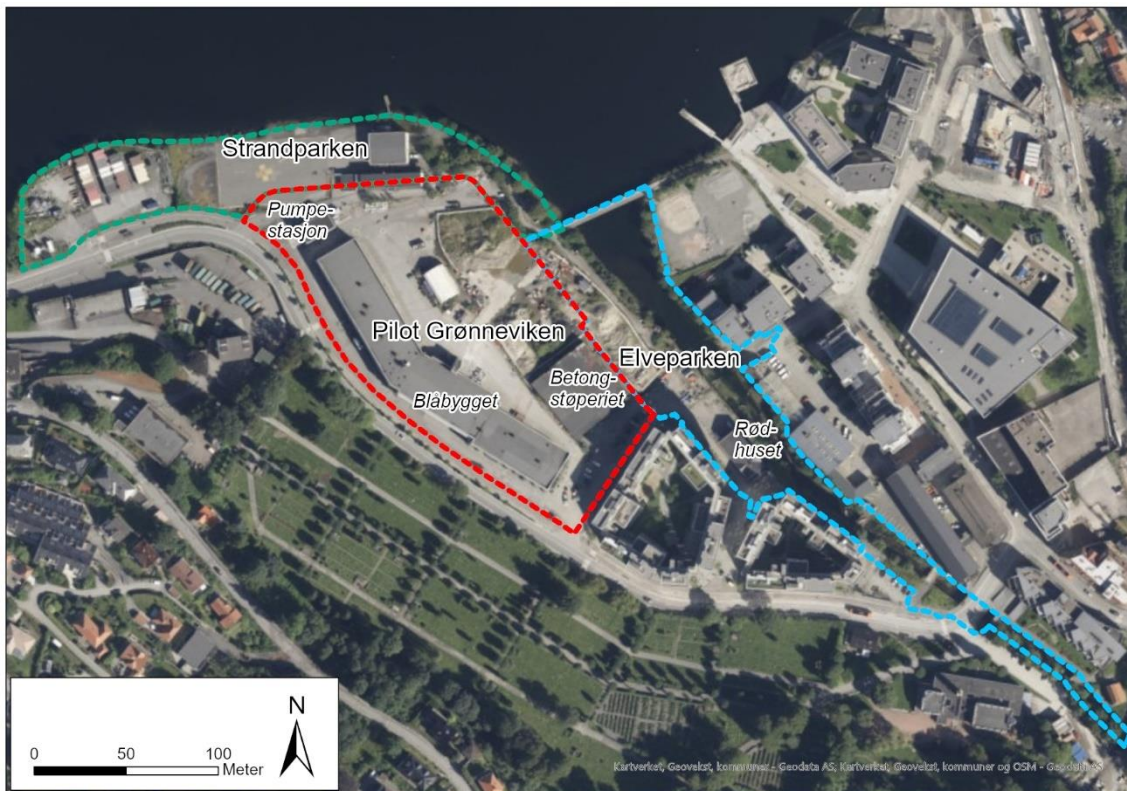 Strandparken
Pumpe-
stasjon
Pilot Grønneviken
Elveparken
Betong-
støperiet
Blåbygget
Rød-
huset
N
0 50 100
Meter
Kartverket, Geovekst, kommuner - Geodata AS, Kartverket, Geovekst, kommuner og OSM - Geodata AS